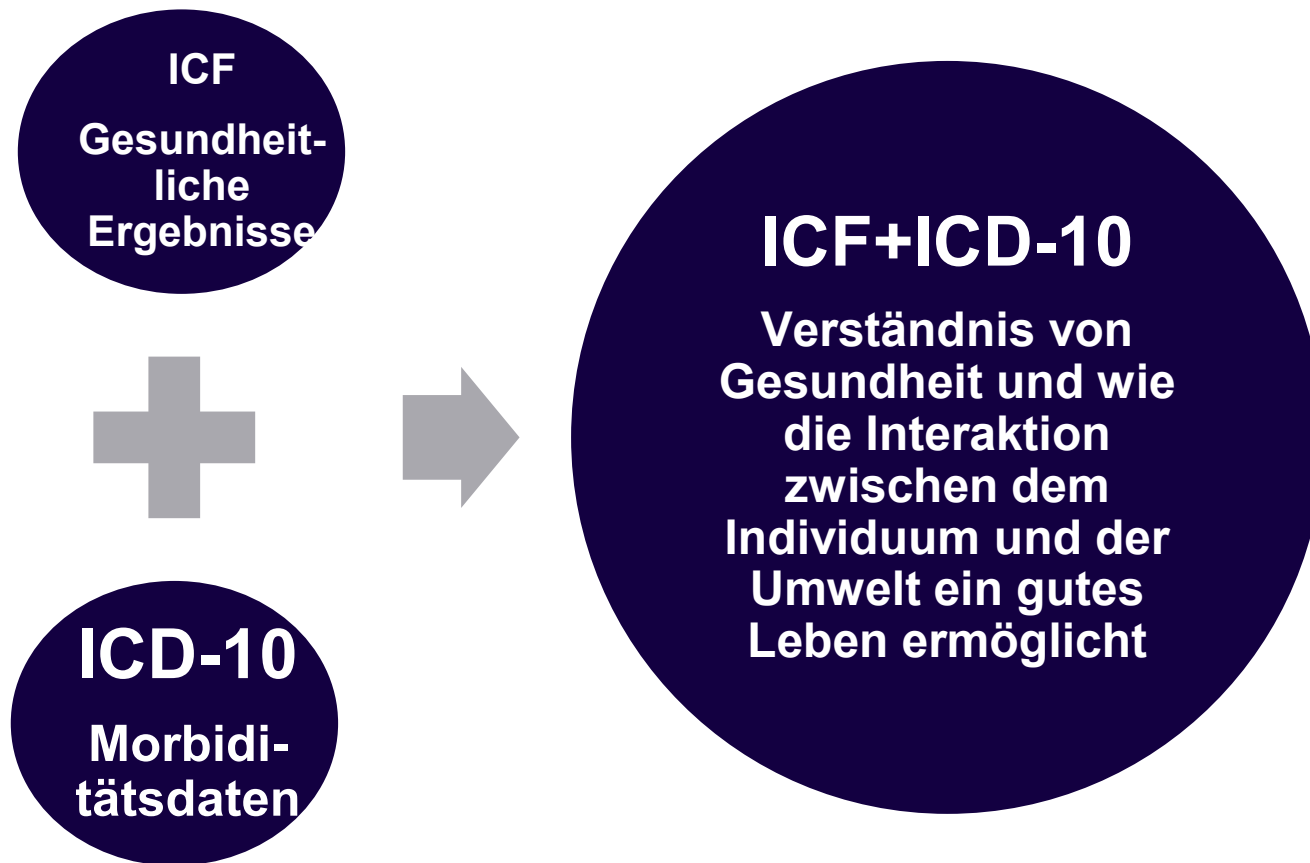 ICF
Gesundheit-
liche
Ergebnisse
ICD-10
Morbidi-
tätsdaten
ICF+ICD-10
Verständnis von
Gesundheit und wie
die Interaktion
zwischen dem
Individuum und der
Umwelt ein gutes
Leben ermöglicht